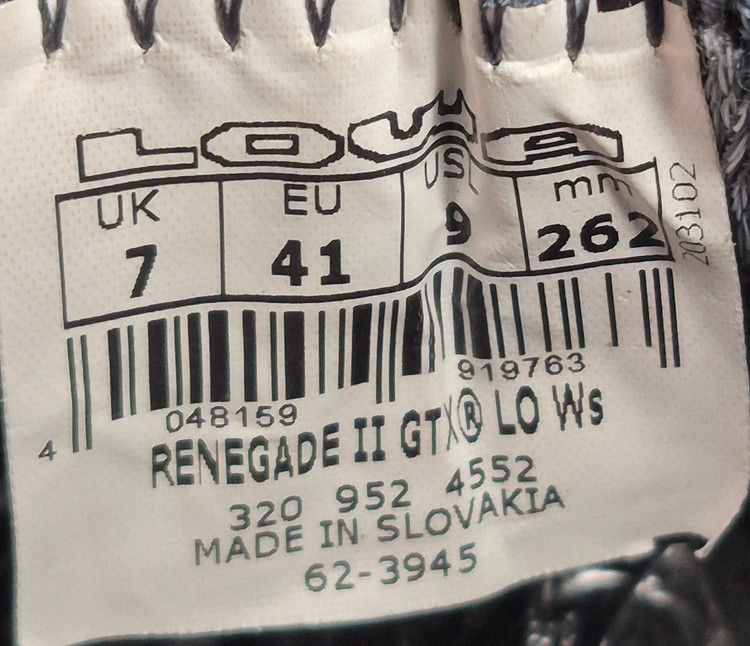 LOWA
UK EU US mm
7 41 9 262
203102
4 048159 919763
RENEGADE II GTX® LO Ws
320 952 4552
MADE IN SLOVAKIA
62-3945